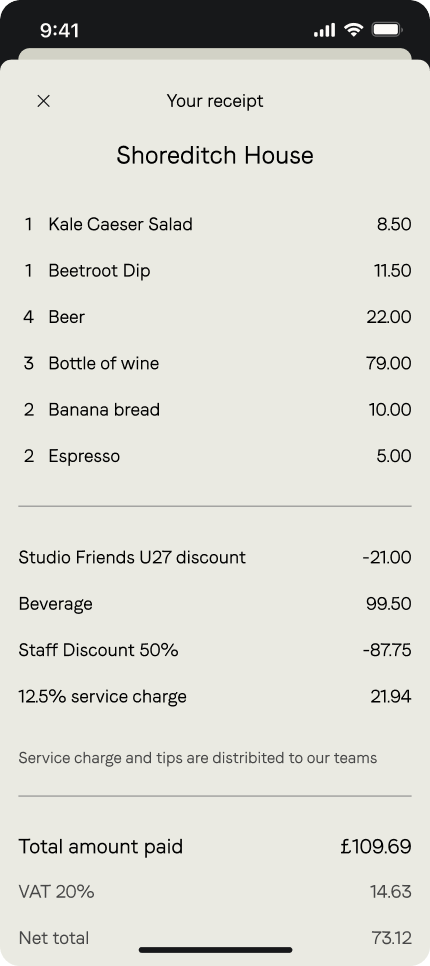 9:41
Your receipt
Shoreditch House
1 Kale Caeser Salad 8.50
1 Beetroot Dip 11.50
4 Beer 22.00
3 Bottle of wine 79.00
2 Banana bread 10.00
2 Espresso 5.00
Studio Friends U27 discount -21.00
Beverage 99.50
Staff Discount 50% -87.75
12.5% service charge 21.94
Service charge and tips are distribited to our teams
Total amount paid £109.69
VAT 20% 14.63
Net total 73.12